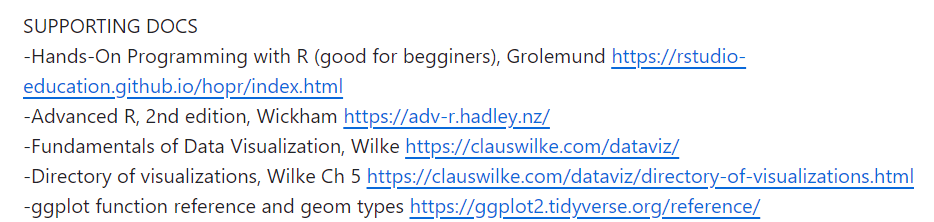 SUPPORTING DOCS
-Hands-On Programming with R (good for begginers), Grolemund https://rstudio-
education.github.io/hopr/index.html
-Advanced R, 2nd edition, Wickham https://adv-r.hadley.nz/
-Fundamentals of Data Visualization, Wilke https://clauswilke.com/dataviz/
-Directory of visualizations, Wilke Ch 5 https://clauswilke.com/dataviz/directory-of-visualizations.html
-ggplot function reference and geom types https://ggplot2.tidyverse.org/reference/